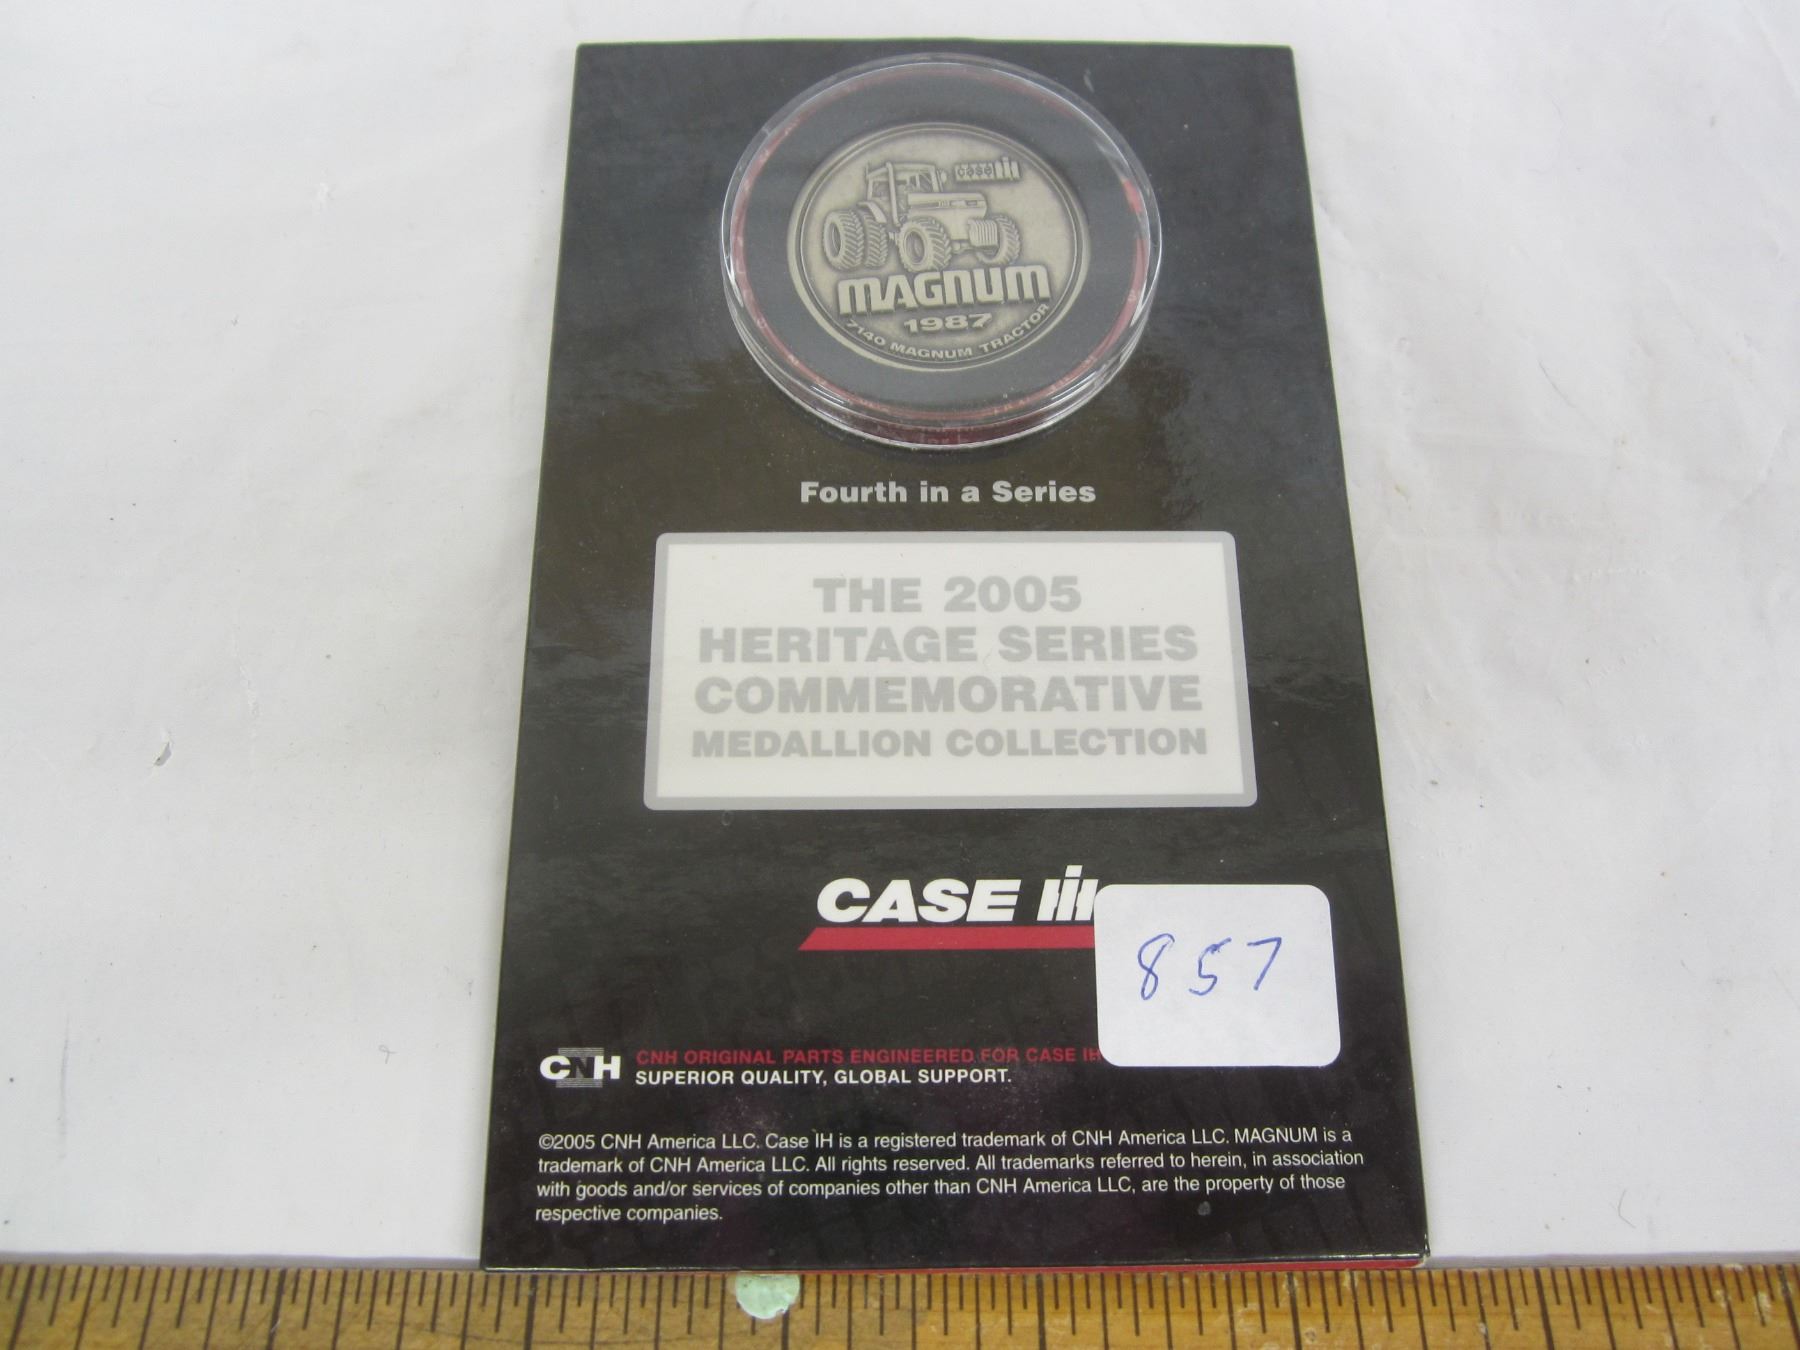 CASE IH
MAGNUM
1987
7140 MAGNUM TRACTOR
Fourth in a Series
THE 2005
HERITAGE SERIES
COMMEMORATIVE
MEDALLION COLLECTION
CASE IH
857
CNH CNH ORIGINAL PARTS ENGINEERED FOR CASE IH
SUPERIOR QUALITY, GLOBAL SUPPORT.
©2005 CNH America LLC. Case IH is a registered trademark of CNH America LLC. MAGNUM is a
trademark of CNH America LLC. All rights reserved. All trademarks referred to herein, in association
with goods and/or services of companies other than CNH America LLC, are the property of those
respective companies.